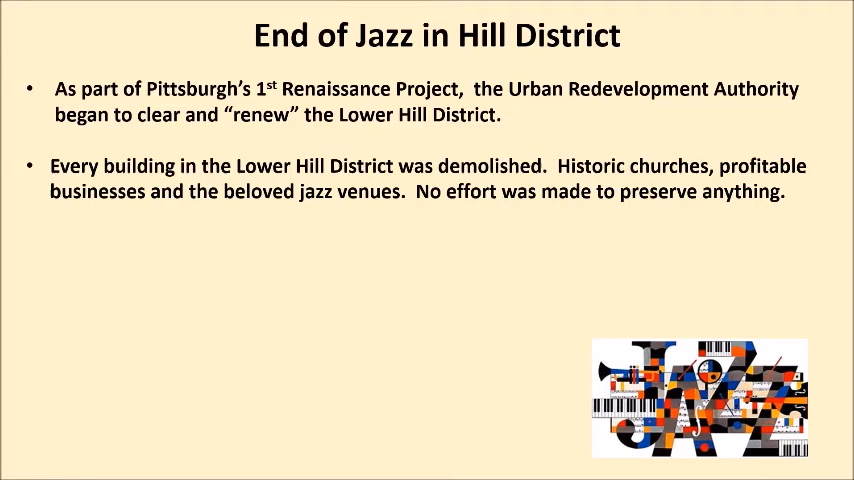 End of Jazz in Hill District
• As part of Pittsburgh's 1st Renaissance Project, the Urban Redevelopment Authority
began to clear and “renew” the Lower Hill District.
• Every building in the Lower Hill District was demolished. Historic churches, profitable
businesses and the beloved jazz venues. No effort was made to preserve anything.
JAZZ